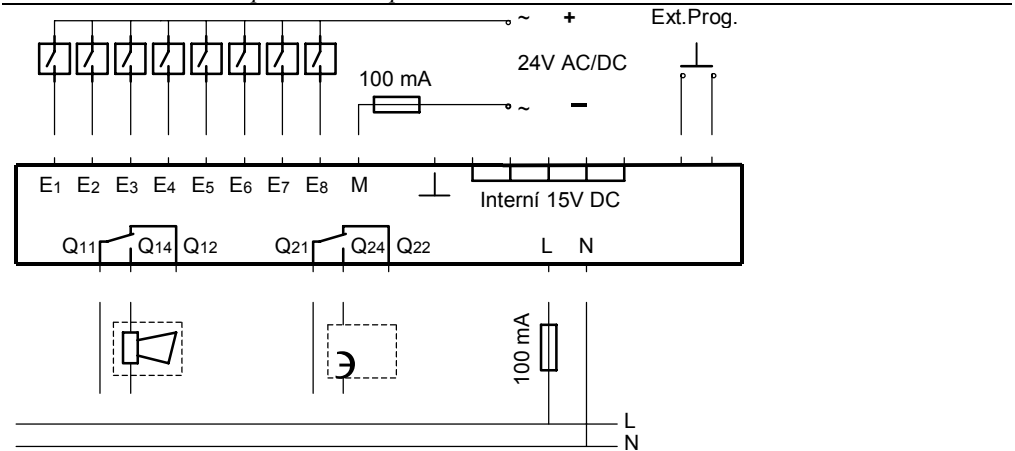 ~ + Ext.Prog.
24V AC/DC
100 mA
~ −
E1 E2 E3 E4 E5 E6 E7 E8 M
Interní 15V DC
Q11 Q14 Q12 Q21 Q24 Q22 L N
100 mA
L
N